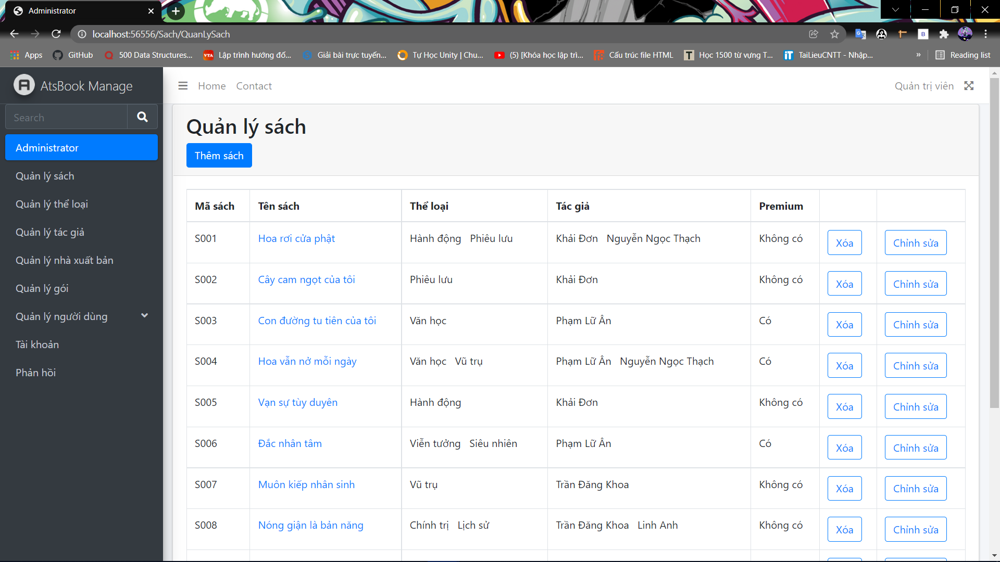 Administrator
localhost:56556/Sach/QuanLySach
Apps GitHub 500 Data Structures... Lập trình hướng đố... Giải bài trực tuyến... Tự Học Unity | Chu... (5) [Khóa học lập trì... Cấu trúc file HTML Học 1500 từ vựng T... TaiLieuCNTT - Nhập... » Reading list
AtsBook Manage
Home Contact Quản trị viên
Search
Administrator
Quản lý sách
Quản lý thể loại
Quản lý tác giả
Quản lý nhà xuất bản
Quản lý gói
Quản lý người dùng
Tài khoản
Phản hồi
Quản lý sách
Thêm sách
Mã sách Tên sách Thể loại Tác giả Premium
S001 Hoa rơi cửa phật Hành động Phiêu lưu Khải Đơn Nguyễn Ngọc Thạch Không có Xóa Chỉnh sửa
S002 Cây cam ngọt của tôi Phiêu lưu Khải Đơn Không có Xóa Chỉnh sửa
S003 Con đường tu tiên của tôi Văn học Phạm Lữ Ân Có Xóa Chỉnh sửa
S004 Hoa vẫn nở mỗi ngày Văn học Vũ trụ Phạm Lữ Ân Nguyễn Ngọc Thạch Có Xóa Chỉnh sửa
S005 Vạn sự tùy duyên Hành động Khải Đơn Không có Xóa Chỉnh sửa
S006 Đắc nhân tâm Viễn tưởng Siêu nhiên Phạm Lữ Ân Có Xóa Chỉnh sửa
S007 Muôn kiếp nhân sinh Vũ trụ Trần Đăng Khoa Không có Xóa Chỉnh sửa
S008 Nóng giận là bản năng Chính trị Lịch sử Trần Đăng Khoa Linh Anh Không có Xóa Chỉnh sửa